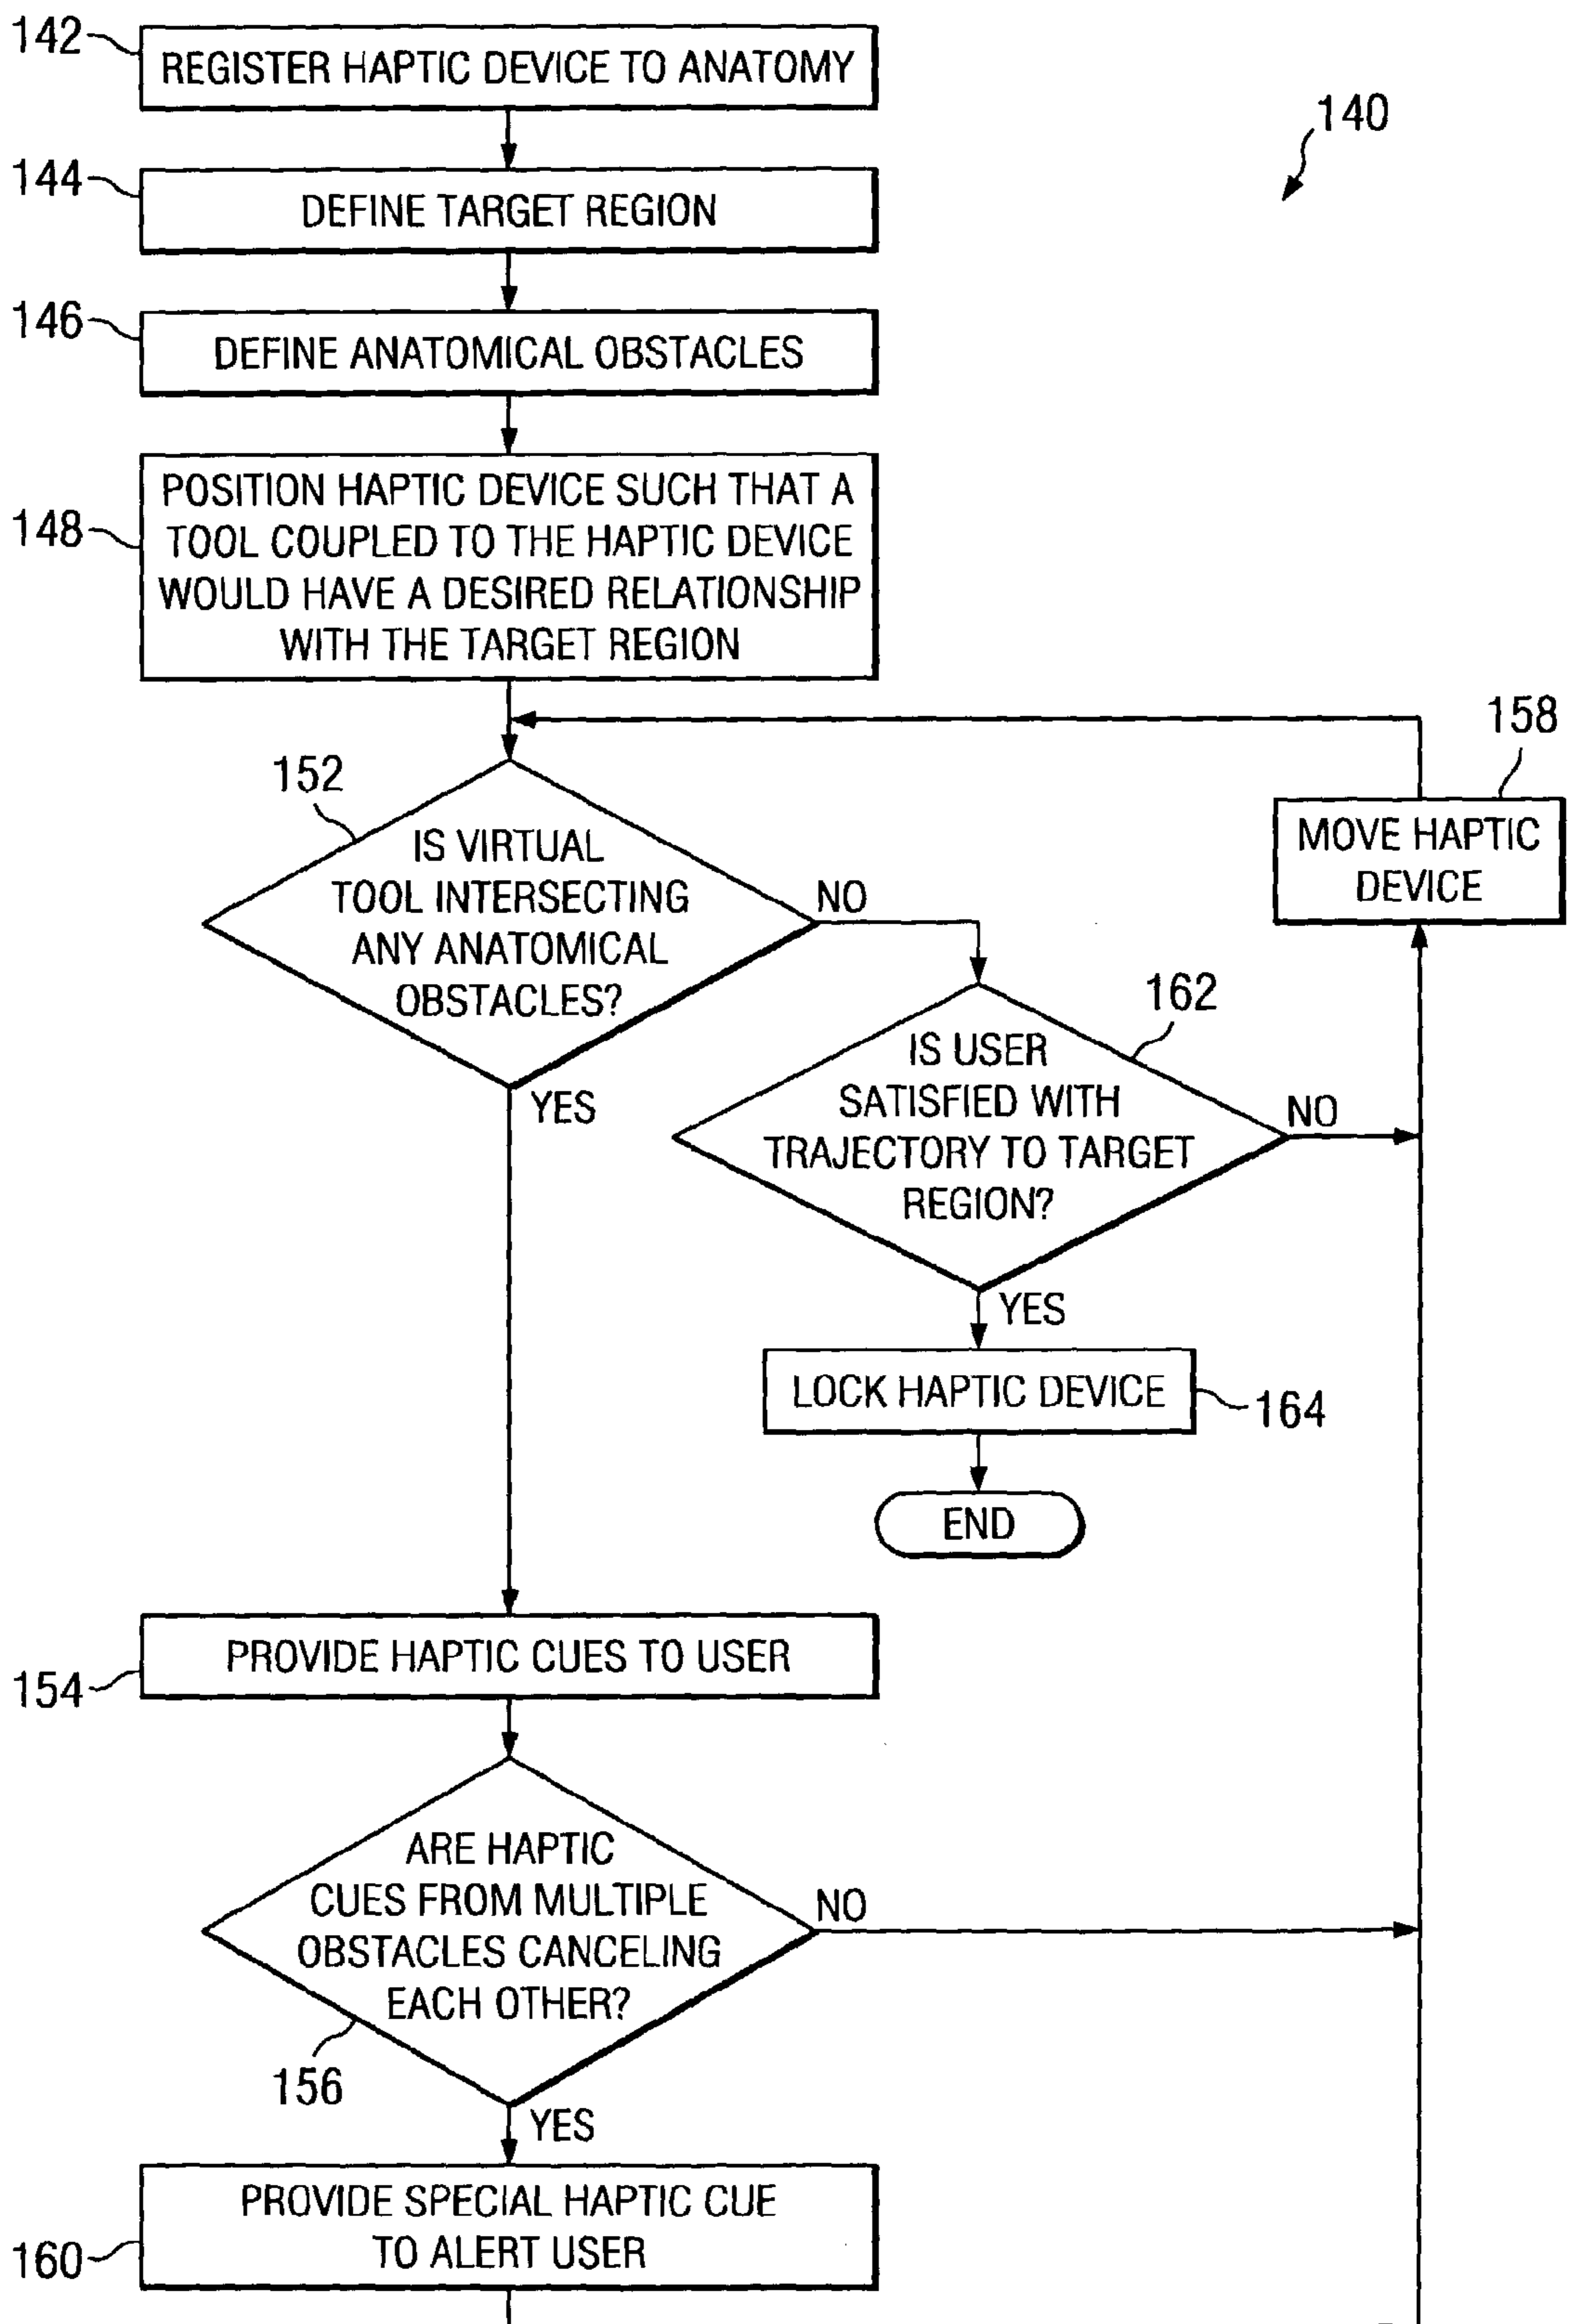 142
REGISTER HAPTIC DEVICE TO ANATOMY
140
144
DEFINE TARGET REGION
146
DEFINE ANATOMICAL OBSTACLES
148
POSITION HAPTIC DEVICE SUCH THAT A
TOOL COUPLED TO THE HAPTIC DEVICE
WOULD HAVE A DESIRED RELATIONSHIP
WITH THE TARGET REGION
158
MOVE HAPTIC
DEVICE
152
IS VIRTUAL
TOOL INTERSECTING
ANY ANATOMICAL
OBSTACLES?
NO
YES
162
IS USER
SATISFIED WITH
TRAJECTORY TO TARGET
REGION?
NO
YES
LOCK HAPTIC DEVICE
164
END
PROVIDE HAPTIC CUES TO USER
154
ARE HAPTIC
CUES FROM MULTIPLE
OBSTACLES CANCELING
EACH OTHER?
NO
156
YES
PROVIDE SPECIAL HAPTIC CUE
TO ALERT USER
160